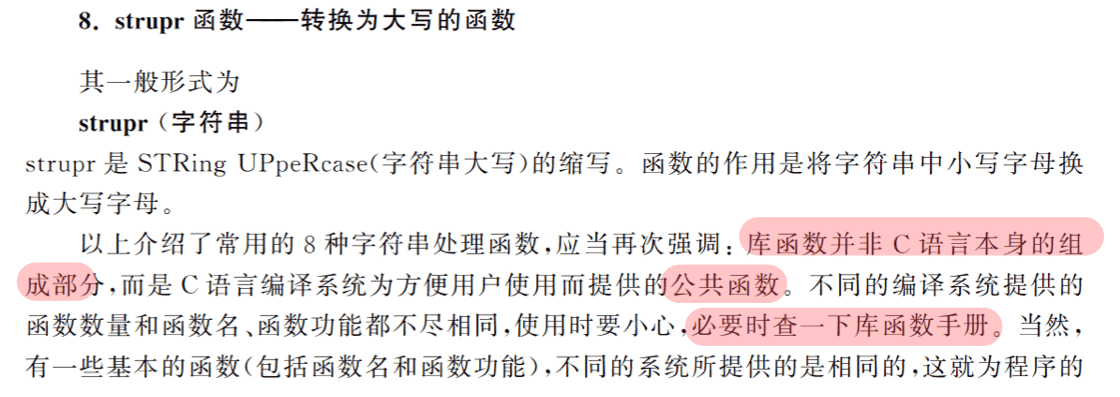 8. strupr 函数——转换为大写的函数
其一般形式为
strupr（字符串）
strupr 是 STRing UPpeRcase(字符串大写)的缩写。函数的作用是将字符串中小写字母换
成大写字母。
以上介绍了常用的 8 种字符串处理函数,应当再次强调：库函数并非 C 语言本身的组
成部分,而是 C 语言编译系统为方便用户使用而提供的公共函数。不同的编译系统提供的
函数数量和函数名、函数功能都不尽相同,使用时要小心,必要时查一下库函数手册。当然,
有一些基本的函数(包括函数名和函数功能),不同的系统所提供的是相同的,这就为程序的